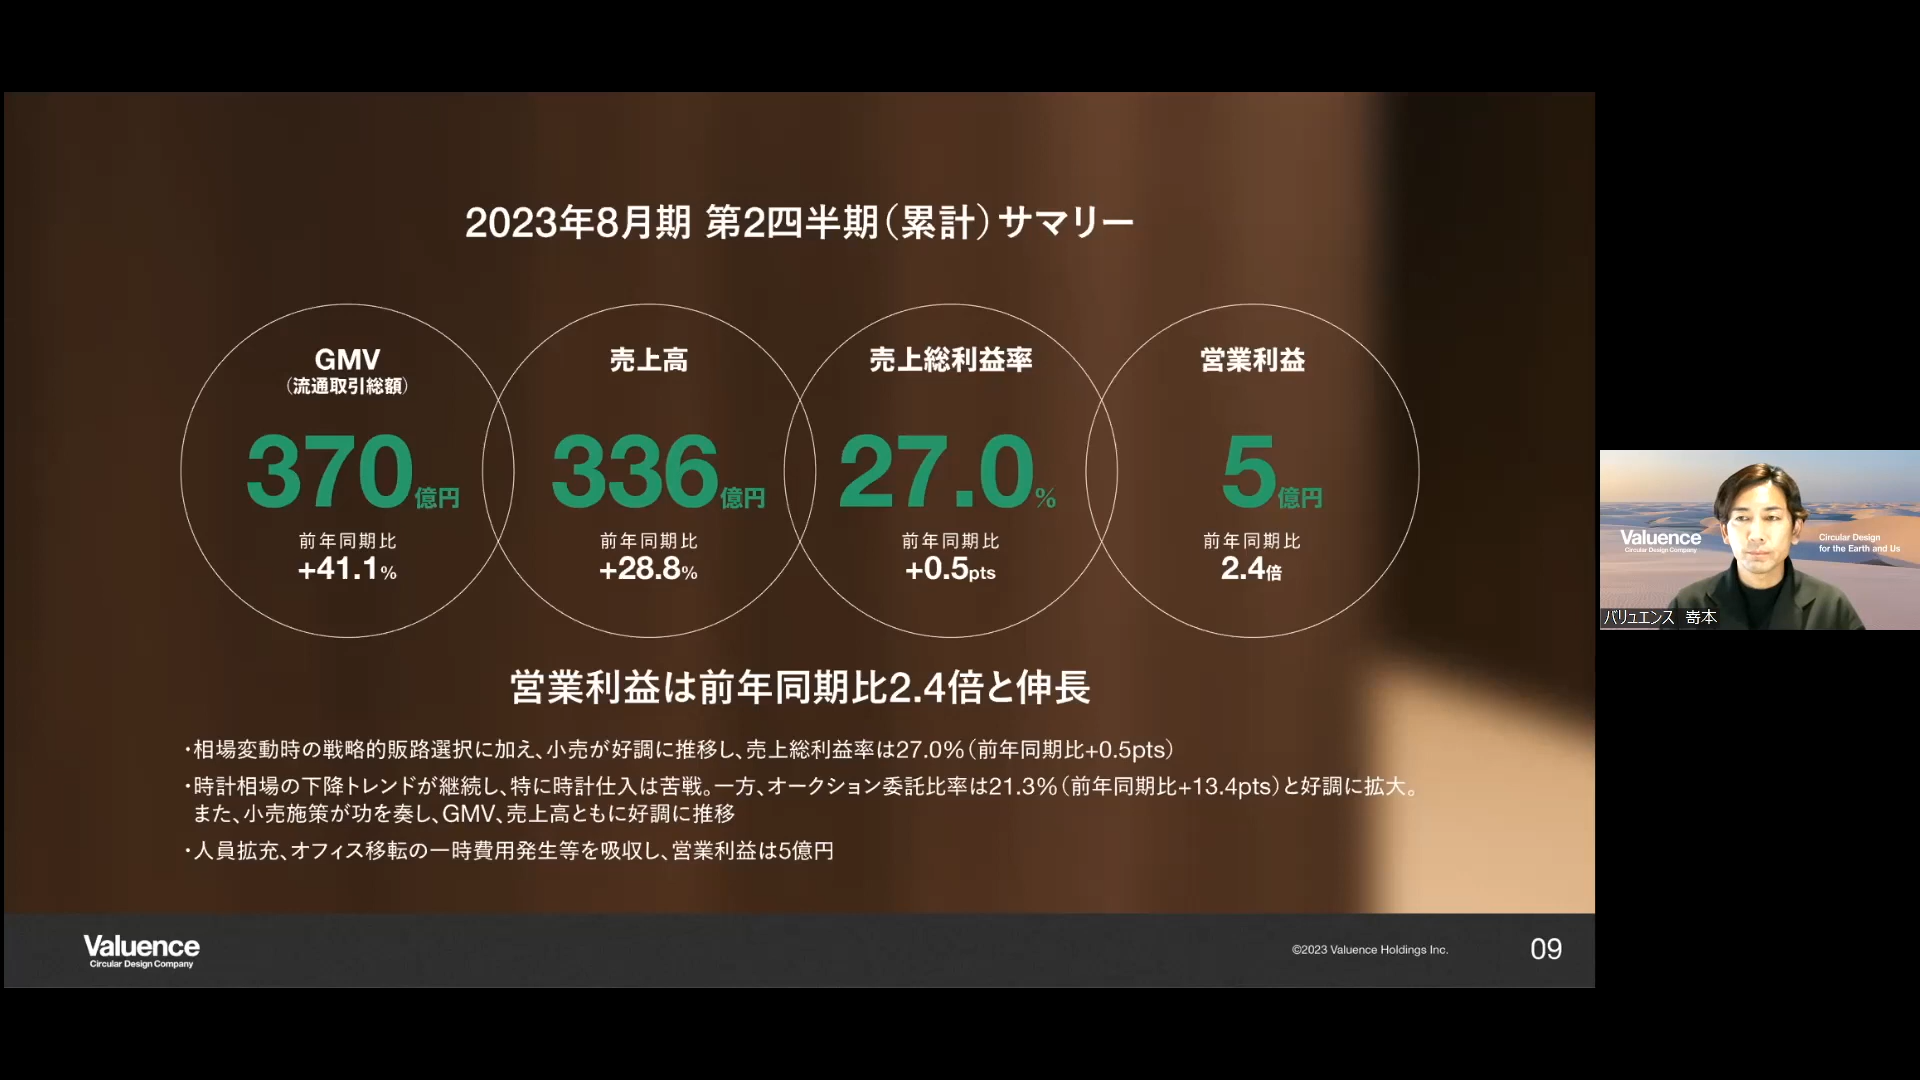 2023年8月期 第2四半期（累計）サマリー
GMV
（流通取引総額）
370億円
前年同期比
+41.1%
売上高
336億円
前年同期比
+28.8%
売上総利益率
27.0%
前年同期比
+0.5pts
営業利益
5億円
前年同期比
2.4倍
営業利益は前年同期比2.4倍と伸長
・相場変動時の戦略的販路選択に加え、小売が好調に推移し、売上総利益率は27.0%（前年同期比+0.5pts）
・時計相場の下降トレンドが継続し、特に時計仕入は苦戦。一方、オークション委託比率は21.3%（前年同期比+13.4pts）と好調に拡大。
また、小売施策が功を奏し、GMV、売上高ともに好調に推移
・人員拡充、オフィス移転の一時費用発生等を吸収し、営業利益は5億円
Valuence
Circular Design Company
©2023 Valuence Holdings Inc.
09
Valuence
Circular Design Company
Circular Design
for the Earth and Us
バリュエンス 嵜本